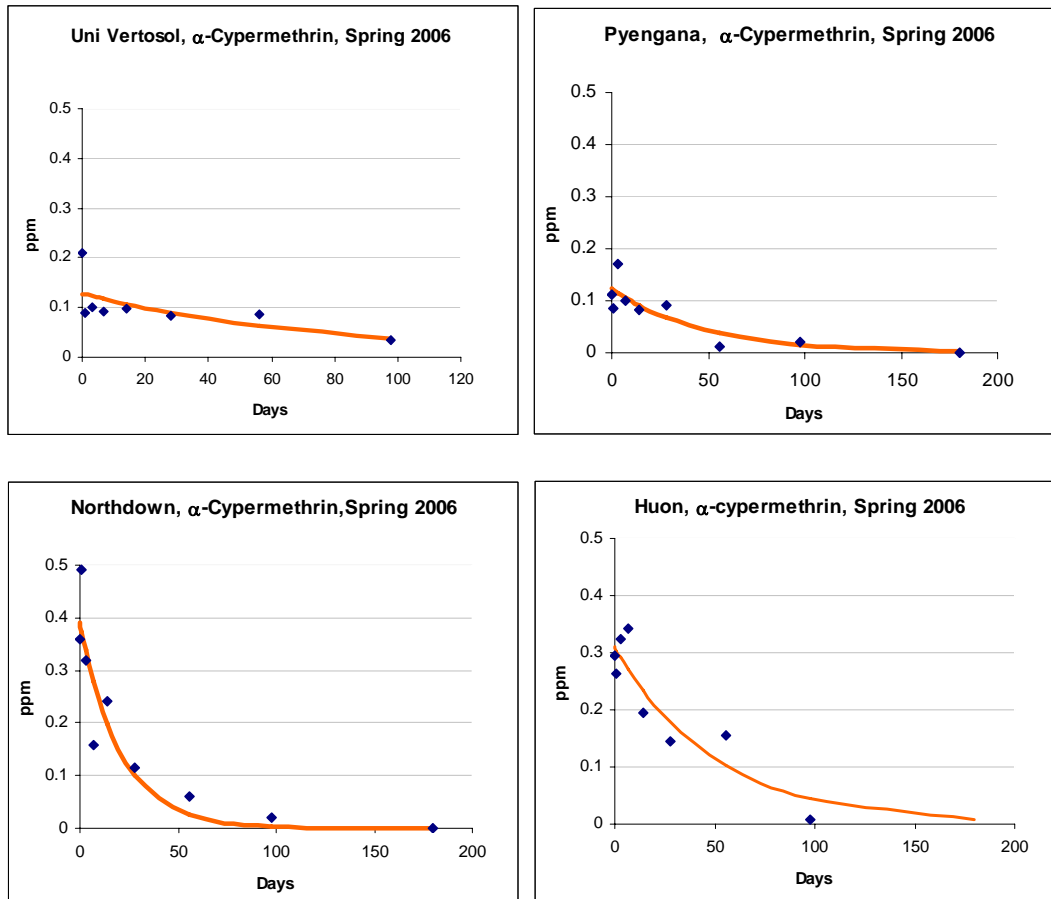 Uni Vertosol, α-Cypermethrin, Spring 2006
0.5
0.4
0.3
0.2
0.1
0
ppm
0 20 40 60 80 100 120
Days
Pyengana, α-Cypermethrin, Spring 2006
0.5
0.4
0.3
0.2
0.1
0
ppm
0 50 100 150 200
Days
Northdown, α-Cypermethrin,Spring 2006
0.5
0.4
0.3
0.2
0.1
0
ppm
0 50 100 150 200
Days
Huon, α-cypermethrin, Spring 2006
0.5
0.4
0.3
0.2
0.1
0
ppm
0 50 100 150 200
Days